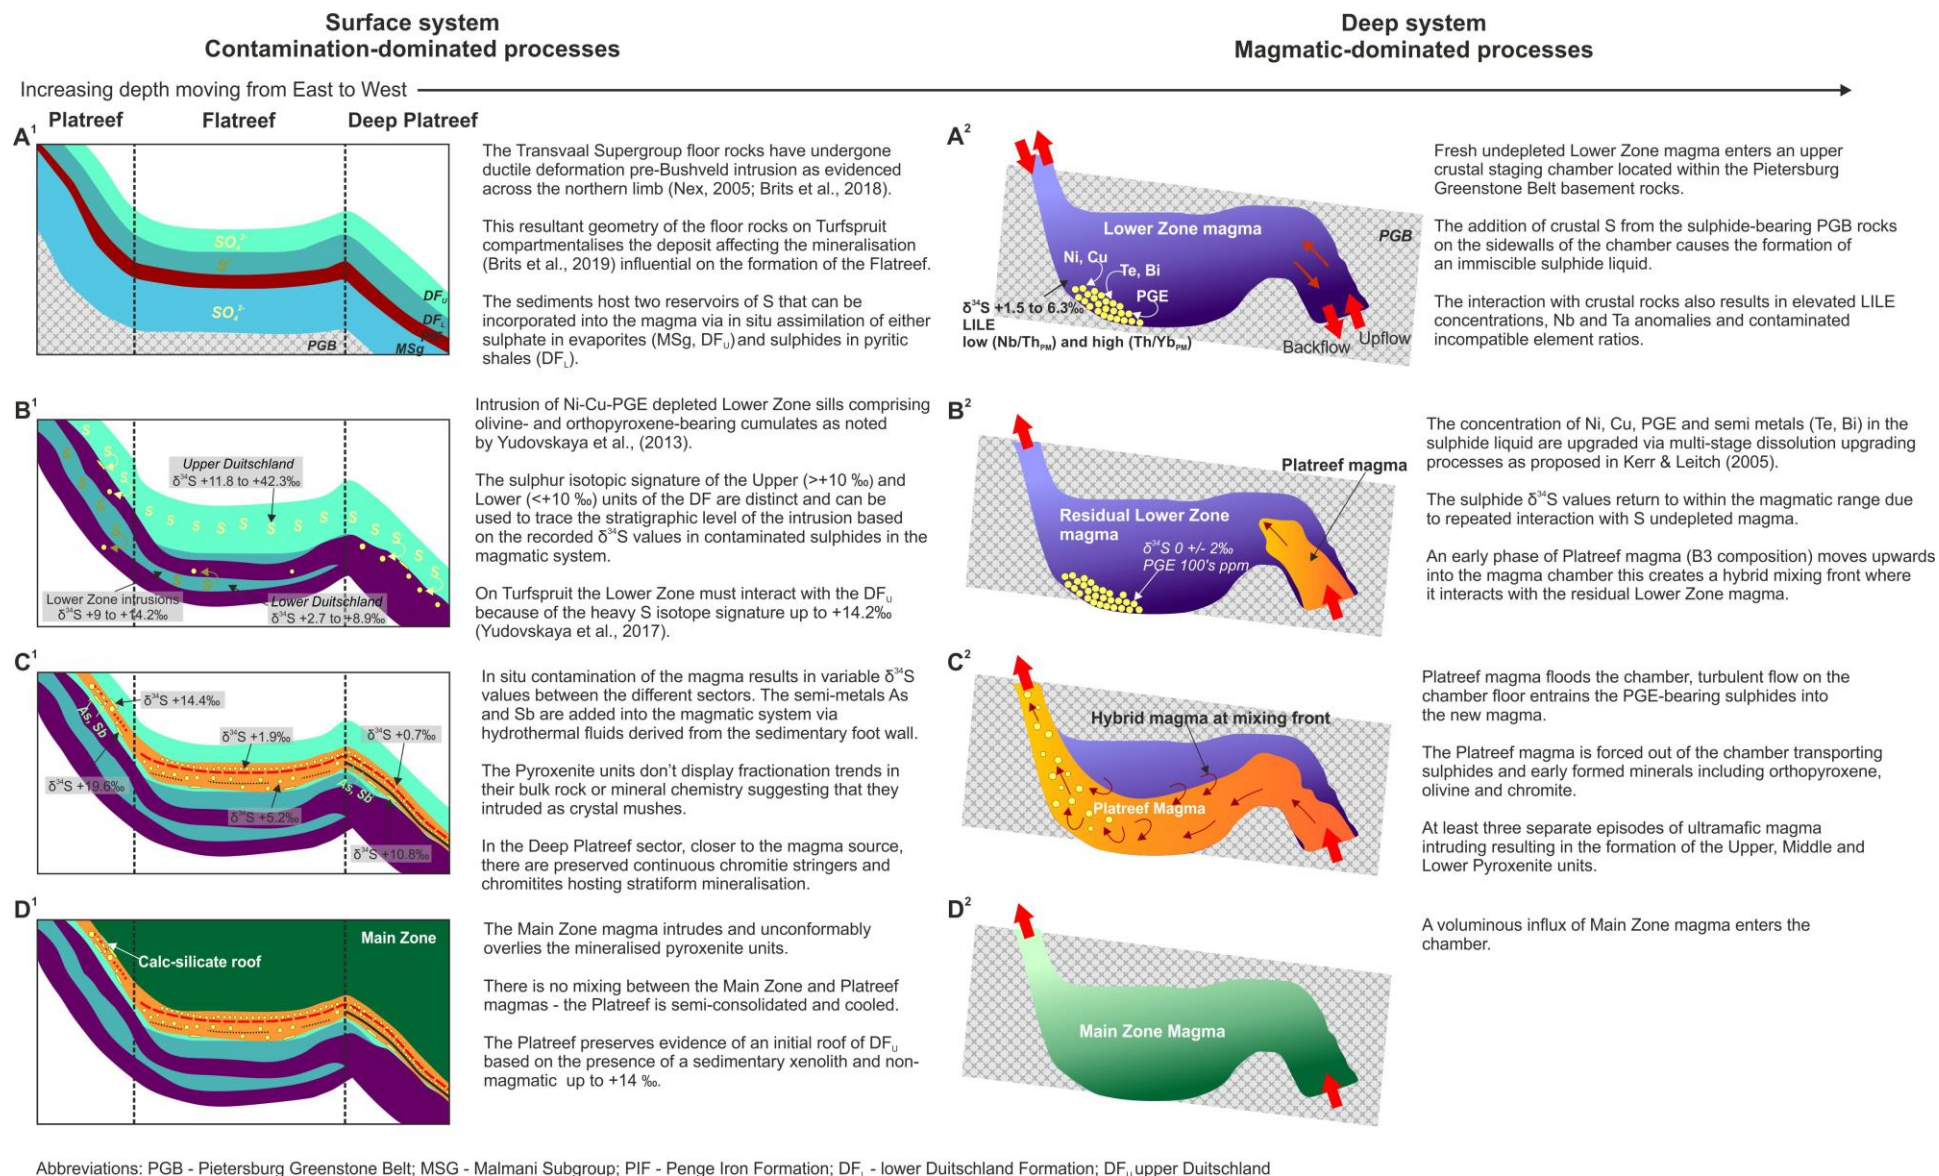 Surface system
Contamination-dominated processes
Deep system
Magmatic-dominated processes
Increasing depth moving from East to West
Platreef
Flatreef
Deep Platreef
A¹
SO₄²⁻
SO₄²⁻
DFᵤ
DF_L
MSg
PGB
The Transvaal Supergroup floor rocks have undergone
ductile deformation pre-Bushveld intrusion as evidenced
across the northern limb (Nex, 2005; Brits et al., 2018).
This resultant geometry of the floor rocks on Turfspruit
compartmentalises the deposit affecting the mineralisation
(Brits et al., 2019) influential on the formation of the Flatreef.
The sediments host two reservoirs of S that can be
incorporated into the magma via in situ assimilation of either
sulphate in evaporites (MSg, DFᵤ) and sulphides in pyritic
shales (DF_L).
A²
Lower Zone magma
PGB
Ni, Cu
Te, Bi
PGE
δ³⁴S +1.5 to 6.3‰
LILE
low (Nb/Th_PM) and high (Th/Yb_PM)
Backflow
Upflow
Fresh undepleted Lower Zone magma enters an upper
crustal staging chamber located within the Pietersburg
Greenstone Belt basement rocks.
The addition of crustal S from the sulphide-bearing PGB rocks
on the sidewalls of the chamber causes the formation of
an immiscible sulphide liquid.
The interaction with crustal rocks also results in elevated LILE
concentrations, Nb and Ta anomalies and contaminated
incompatible element ratios.
B¹
Upper Duitschland
δ³⁴S +11.8 to +42.3‰
S S S S S S S S S
Lower Zone intrusions
δ³⁴S +9 to +14.2‰
Lower Duitschland
δ³⁴S +2.7 to +8.9‰
Intrusion of Ni-Cu-PGE depleted Lower Zone sills comprising
olivine- and orthopyroxene-bearing cumulates as noted
by Yudovskaya et al., (2013).
The sulphur isotopic signature of the Upper (>+10 ‰) and
Lower (<+10 ‰) units of the DF are distinct and can be
used to trace the stratigraphic level of the intrusion based
on the recorded δ³⁴S values in contaminated sulphides in the
magmatic system.
On Turfspruit the Lower Zone must interact with the DFᵤ
because of the heavy S isotope signature up to +14.2‰
(Yudovskaya et al., 2017).
B²
Platreef magma
Residual Lower Zone
magma
δ³⁴S 0 +/- 2‰
PGE 100's ppm
The concentration of Ni, Cu, PGE and semi metals (Te, Bi) in the
sulphide liquid are upgraded via multi-stage dissolution upgrading
processes as proposed in Kerr & Leitch (2005).
The sulphide δ³⁴S values return to within the magmatic range due
to repeated interaction with S undepleted magma.
An early phase of Platreef magma (B3 composition) moves upwards
into the magma chamber this creates a hybrid mixing front where
it interacts with the residual Lower Zone magma.
C¹
δ³⁴S +14.4‰
As, Sb
δ³⁴S +1.9‰
δ³⁴S +0.7‰
δ³⁴S +19.6‰
As, Sb
δ³⁴S +5.2‰
δ³⁴S +10.8‰
In situ contamination of the magma results in variable δ³⁴S
values between the different sectors. The semi-metals As
and Sb are added into the magmatic system via
hydrothermal fluids derived from the sedimentary foot wall.
The Pyroxenite units don't display fractionation trends in
their bulk rock or mineral chemistry suggesting that they
intruded as crystal mushes.
In the Deep Platreef sector, closer to the magma source,
there are preserved continuous chromitie stringers and
chromitites hosting stratiform mineralisation.
C²
Hybrid magma at mixing front
Platreef Magma
Platreef magma floods the chamber, turbulent flow on the
chamber floor entrains the PGE-bearing sulphides into
the new magma.
The Platreef magma is forced out of the chamber transporting
sulphides and early formed minerals including orthopyroxene,
olivine and chromite.
At least three separate episodes of ultramafic magma
intruding resulting in the formation of the Upper, Middle and
Lower Pyroxenite units.
D¹
Main Zone
Calc-silicate roof
The Main Zone magma intrudes and unconformably
overlies the mineralised pyroxenite units.
There is no mixing between the Main Zone and Platreef
magmas - the Platreef is semi-consolidated and cooled.
The Platreef preserves evidence of an initial roof of DFᵤ
based on the presence of a sedimentary xenolith and non-
magmatic up to +14 ‰.
D²
Main Zone Magma
A voluminous influx of Main Zone magma enters the
chamber.
Abbreviations: PGB - Pietersburg Greenstone Belt; MSG - Malmani Subgroup; PIF - Penge Iron Formation; DF_L - lower Duitschland Formation; DFᵤ upper Duitschland